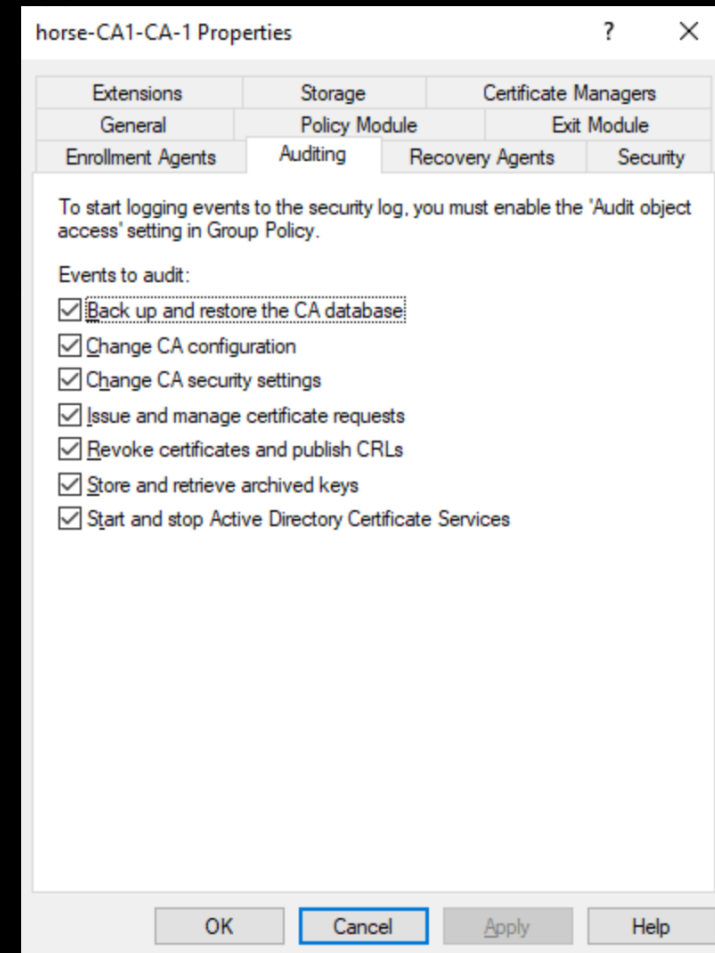 horse-CA1-CA-1 Properties ? ×
Extensions Storage Certificate Managers
General Policy Module Exit Module
Enrollment Agents Auditing Recovery Agents Security
To start logging events to the security log, you must enable the 'Audit object
access' setting in Group Policy.
Events to audit:
Back up and restore the CA database
Change CA configuration
Change CA security settings
Issue and manage certificate requests
Revoke certificates and publish CRLs
Store and retrieve archived keys
Start and stop Active Directory Certificate Services
OK Cancel Apply Help